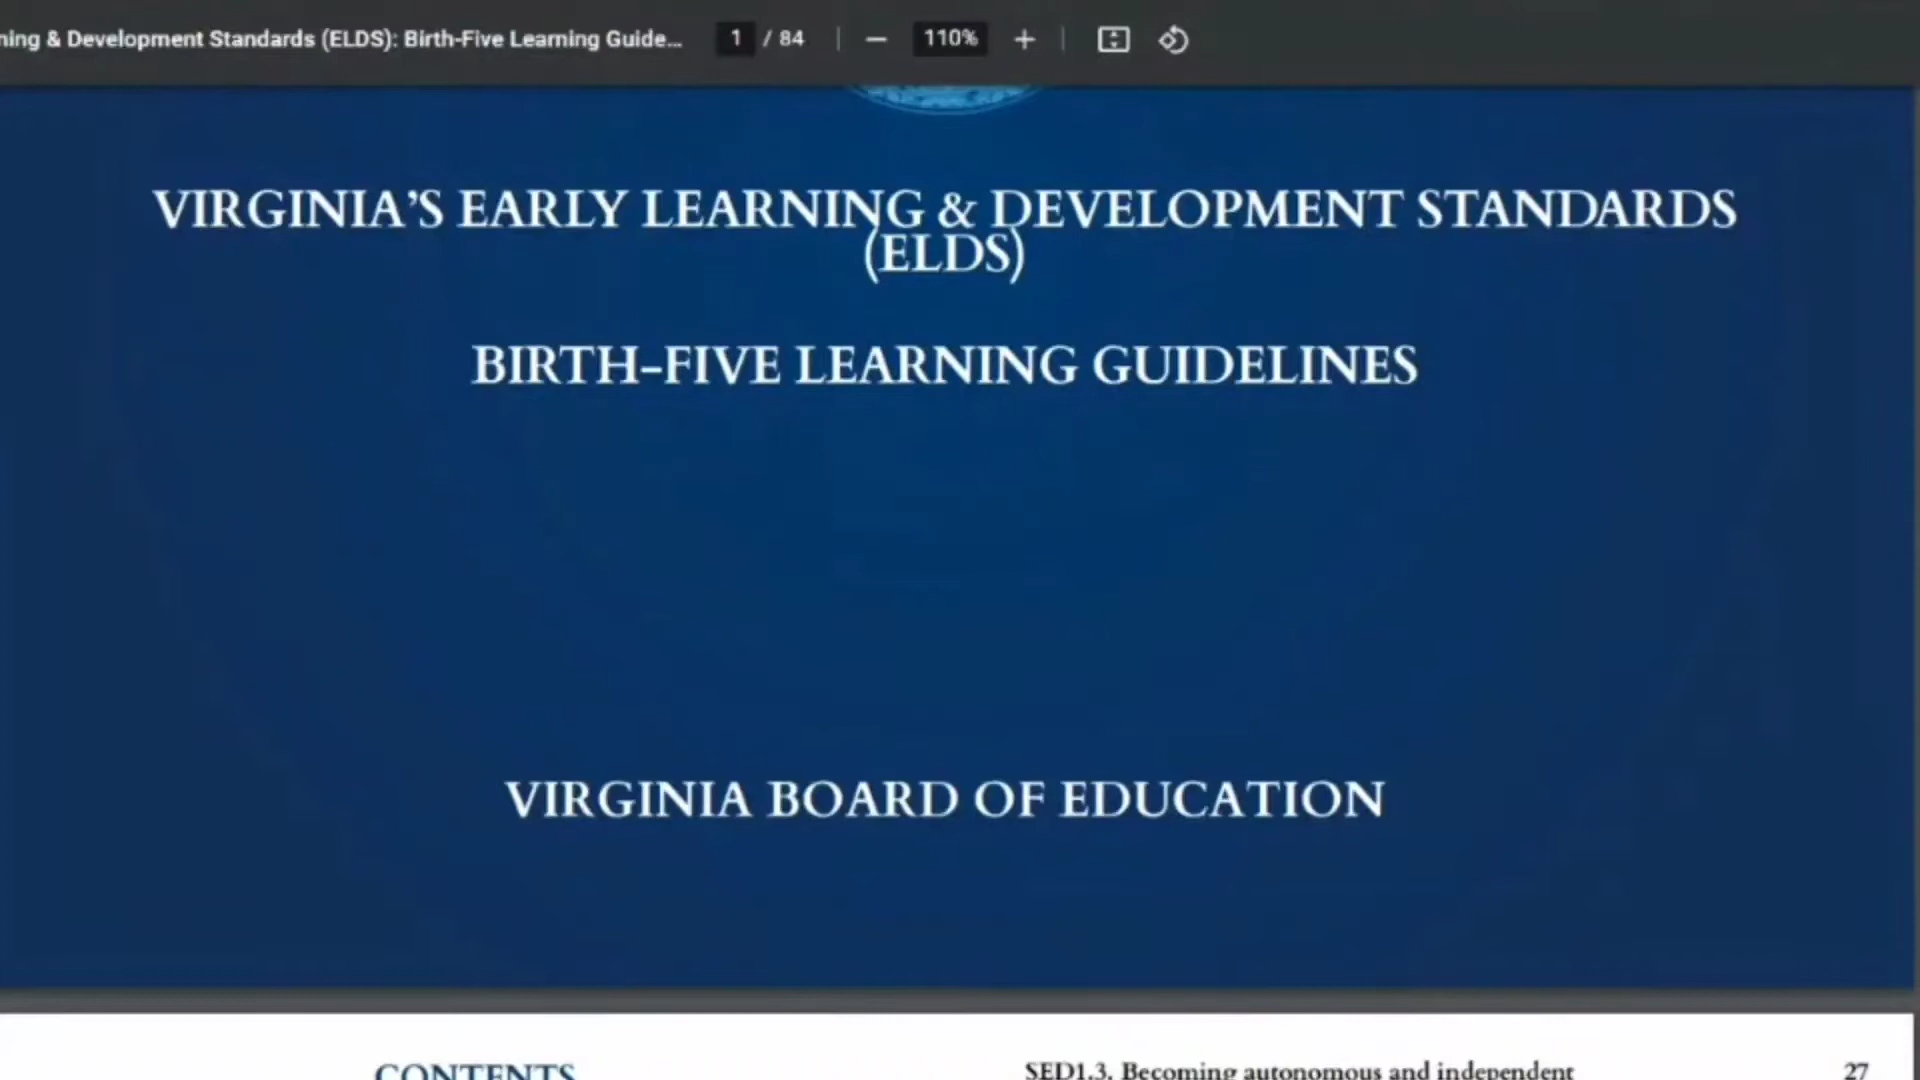 ning & Development Standards (ELDS): Birth-Five Learning Guide... 1 / 84 110%
VIRGINIA'S EARLY LEARNING & DEVELOPMENT STANDARDS
(ELDS)
BIRTH-FIVE LEARNING GUIDELINES
VIRGINIA BOARD OF EDUCATION
CONTENTS
SED1.3. Becoming autonomous and independent 27